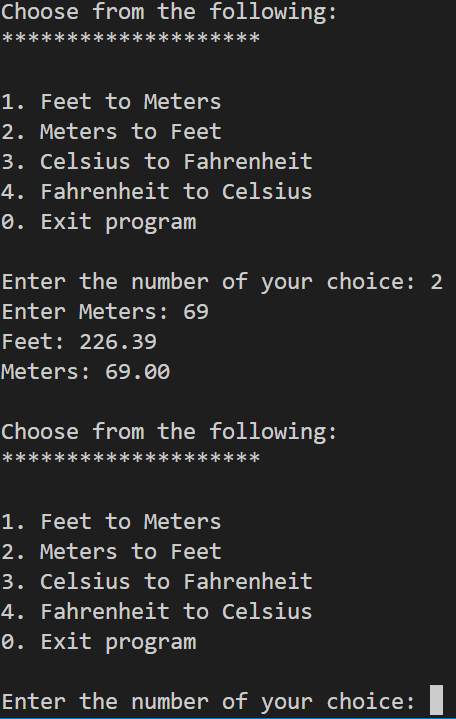 Choose from the following:
********************
1. Feet to Meters
2. Meters to Feet
3. Celsius to Fahrenheit
4. Fahrenheit to Celsius
0. Exit program
Enter the number of your choice: 2
Enter Meters: 69
Feet: 226.39
Meters: 69.00
Choose from the following:
********************
1. Feet to Meters
2. Meters to Feet
3. Celsius to Fahrenheit
4. Fahrenheit to Celsius
0. Exit program
Enter the number of your choice: